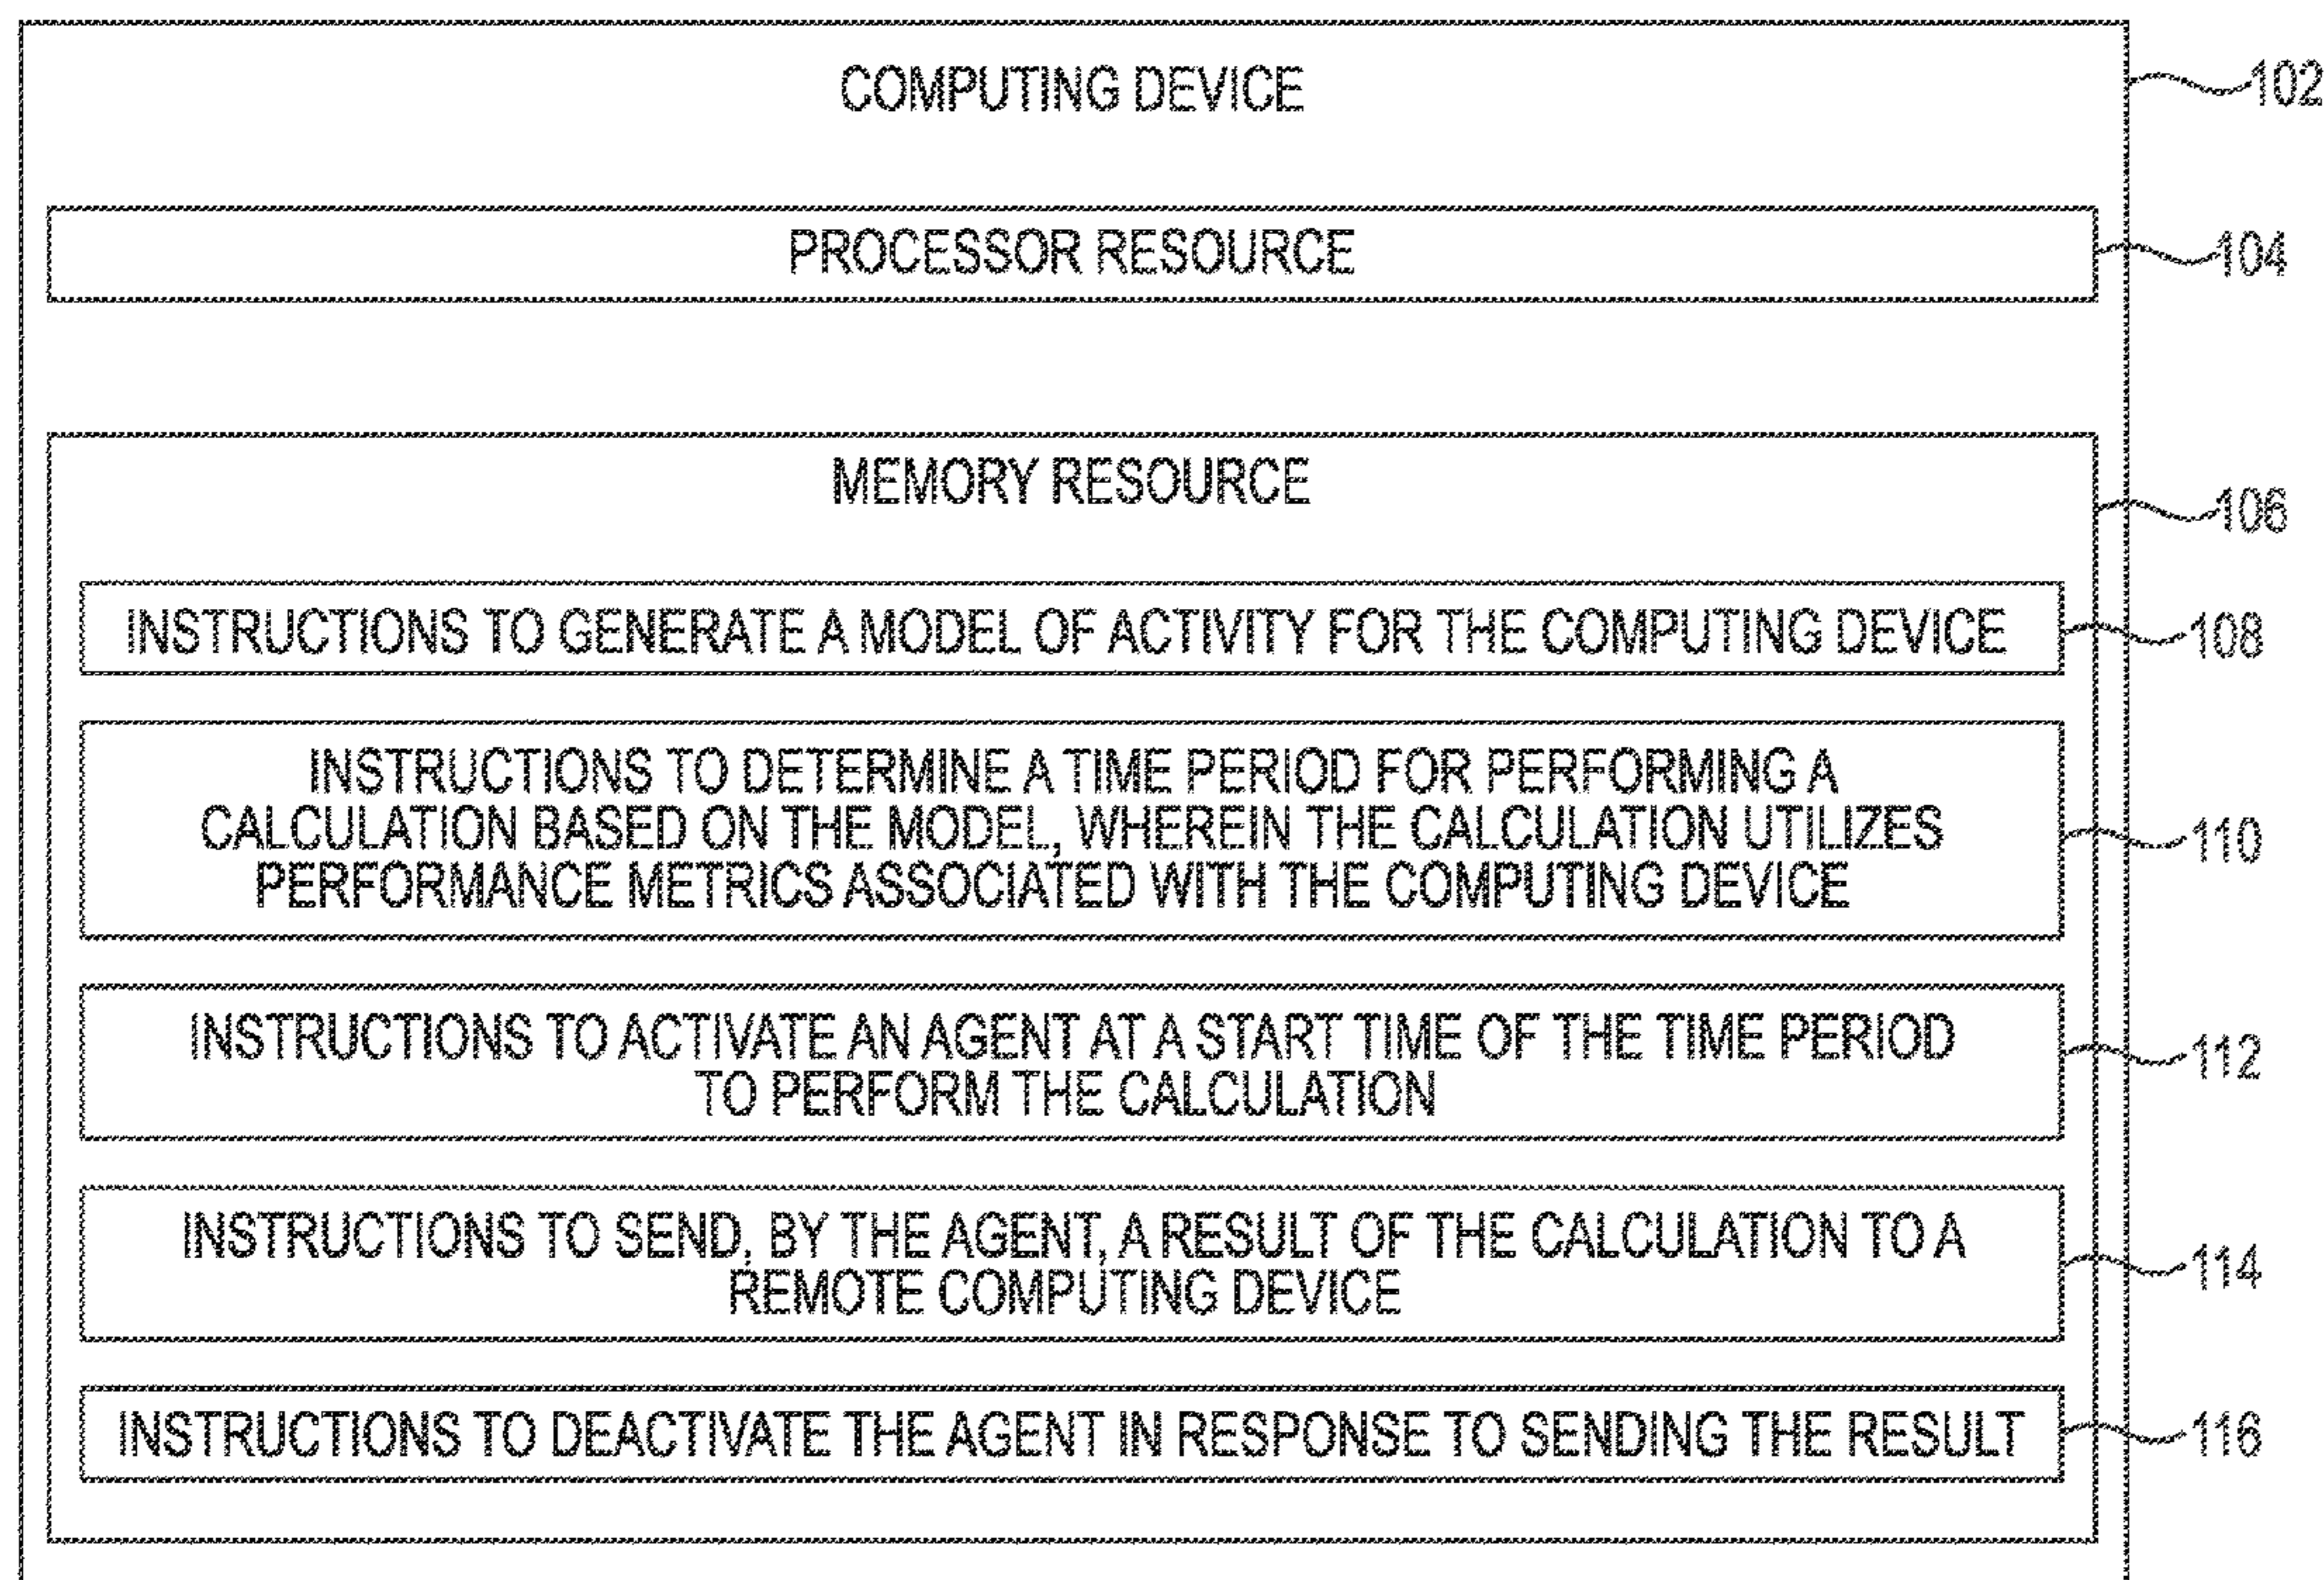 COMPUTING DEVICE
102
PROCESSOR RESOURCE
104
MEMORY RESOURCE
106
INSTRUCTIONS TO GENERATE A MODEL OF ACTIVITY FOR THE COMPUTING DEVICE
108
INSTRUCTIONS TO DETERMINE A TIME PERIOD FOR PERFORMING A
CALCULATION BASED ON THE MODEL, WHEREIN THE CALCULATION UTILIZES
PERFORMANCE METRICS ASSOCIATED WITH THE COMPUTING DEVICE
110
INSTRUCTIONS TO ACTIVATE AN AGENT AT A START TIME OF THE TIME PERIOD
TO PERFORM THE CALCULATION
112
INSTRUCTIONS TO SEND, BY THE AGENT, A RESULT OF THE CALCULATION TO A
REMOTE COMPUTING DEVICE
114
INSTRUCTIONS TO DEACTIVATE THE AGENT IN RESPONSE TO SENDING THE RESULT
116